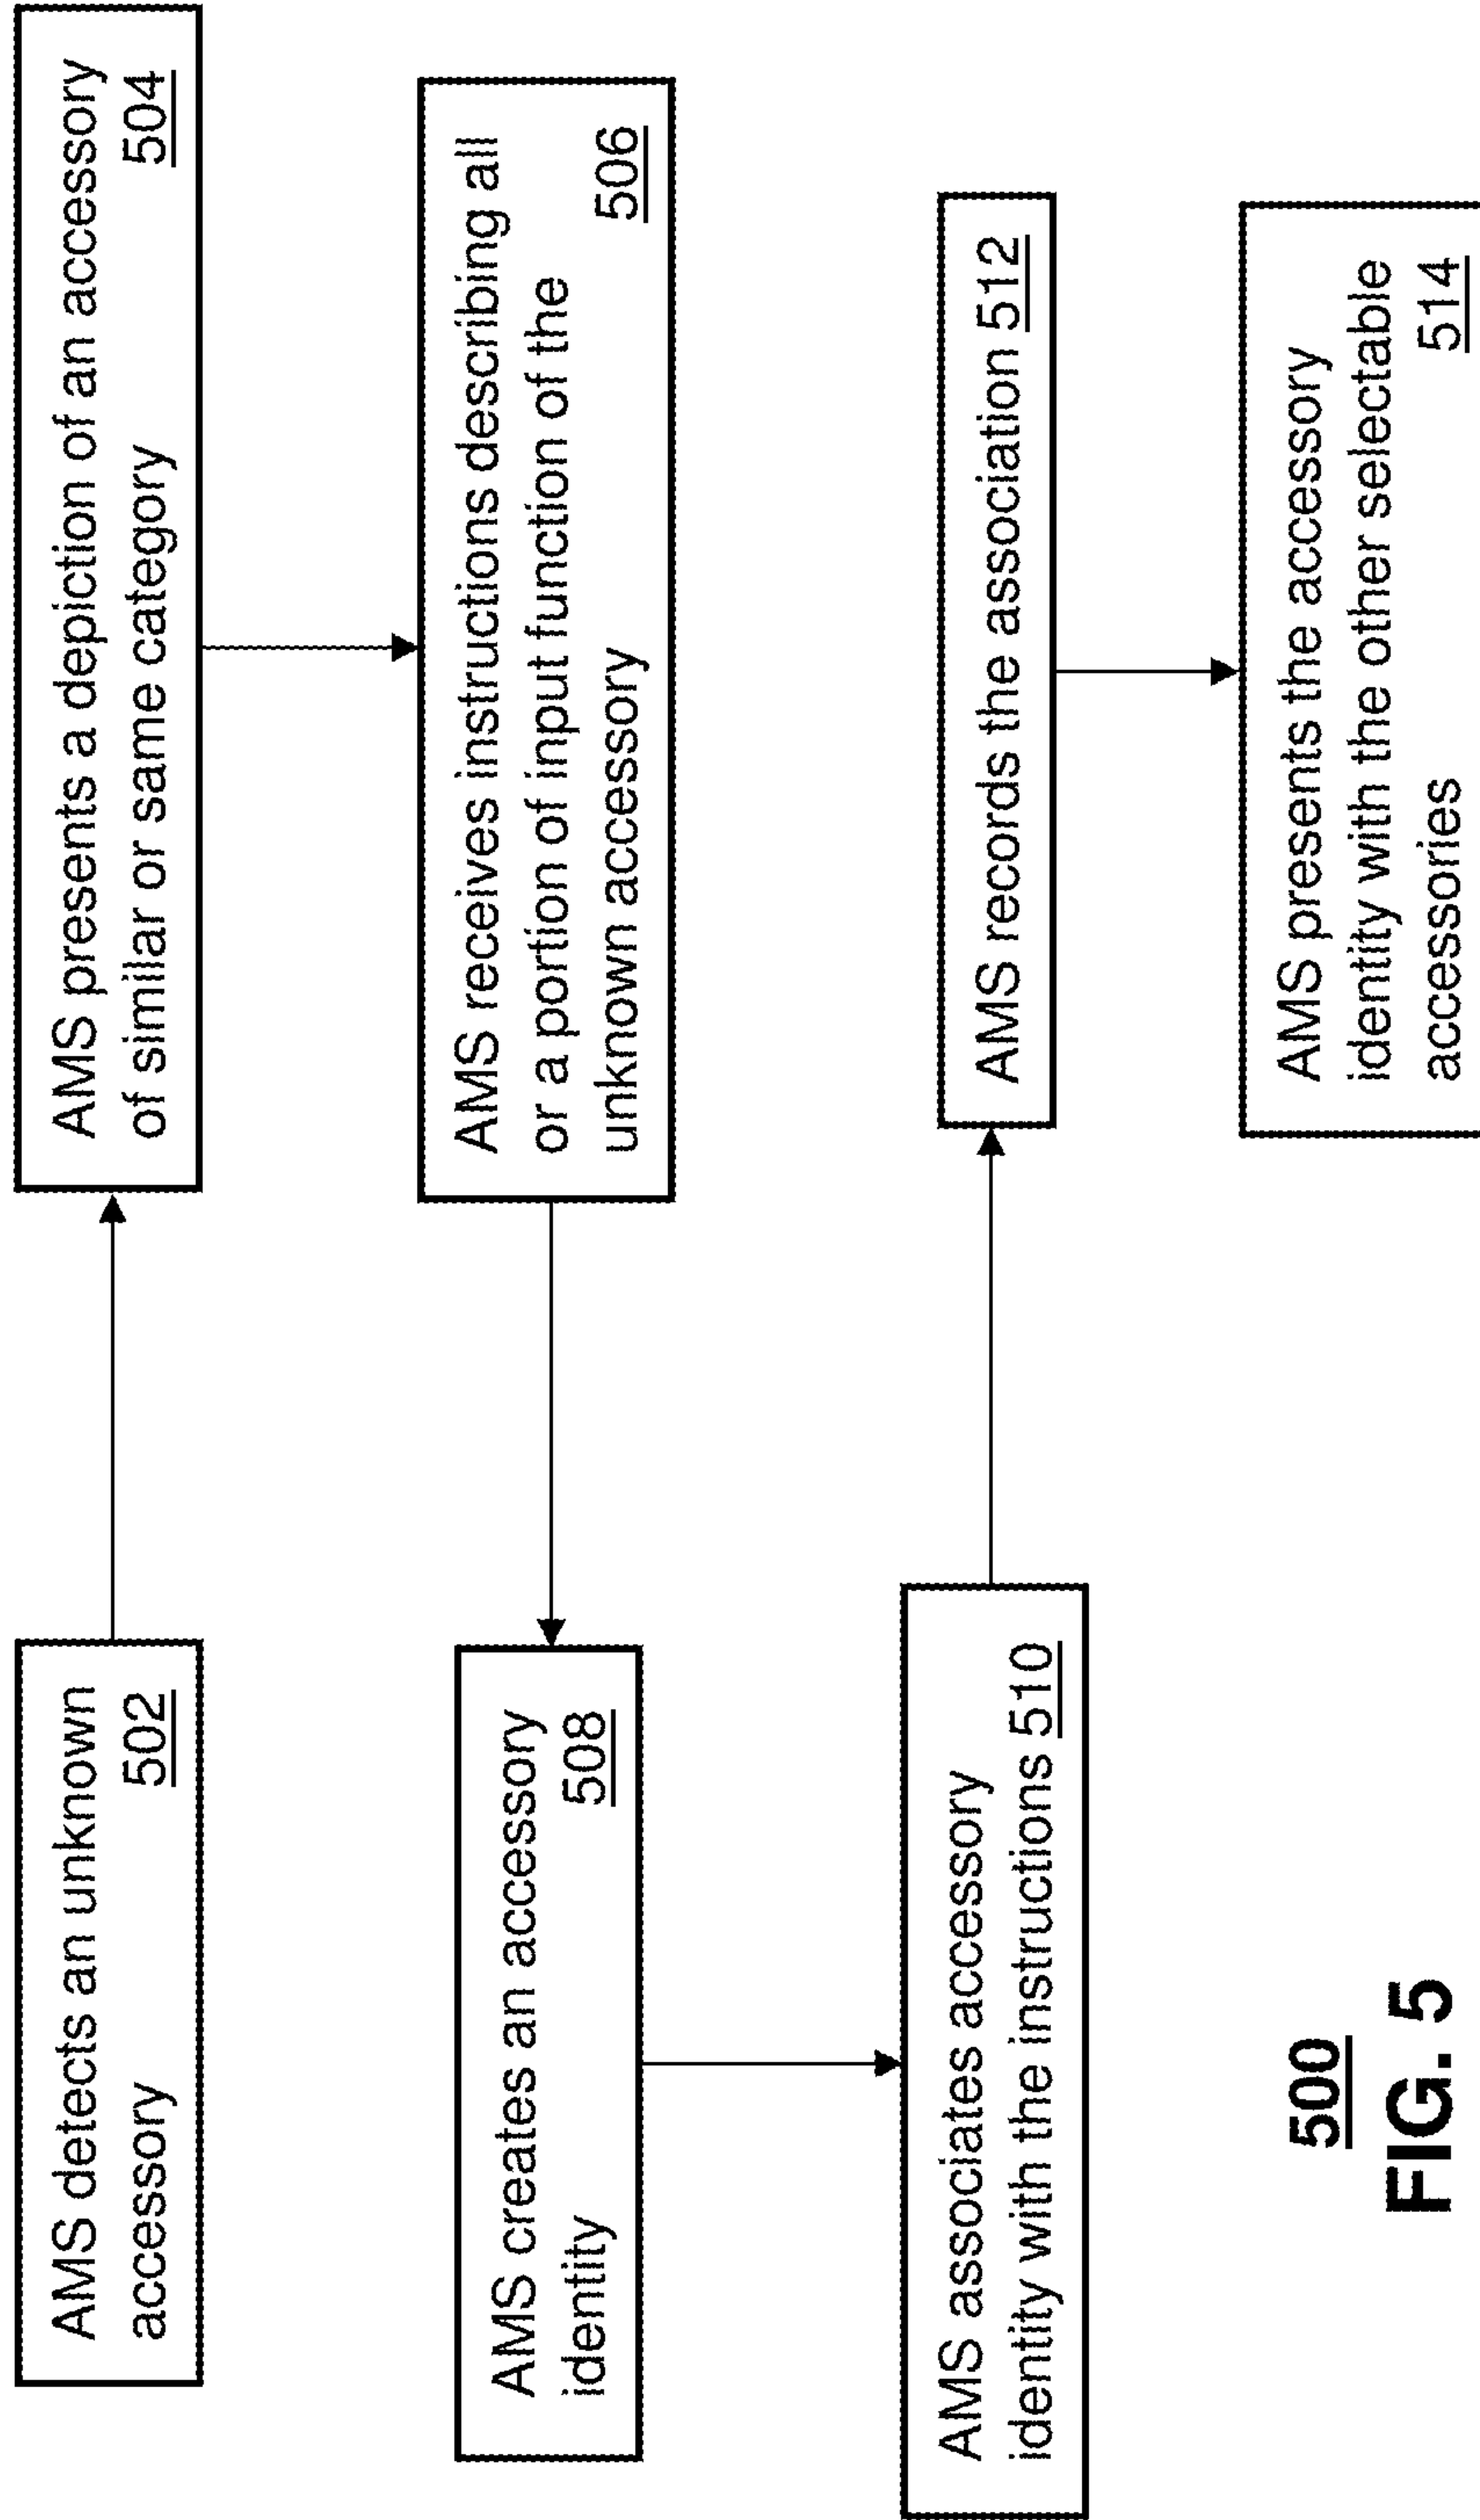 AMS detects an unknown
accessory 502
AMS presents a depiction of an accessory
of similar or same category 504
AMS receives instructions describing all
or a portion of input function of the
unknown accessory 506
AMS creates an accessory
identity 508
AMS associates accessory
identity with the instructions 510
AMS records the association 512
AMS presents the accessory
identity with the other selectable
accessories 514
500
FIG. 5